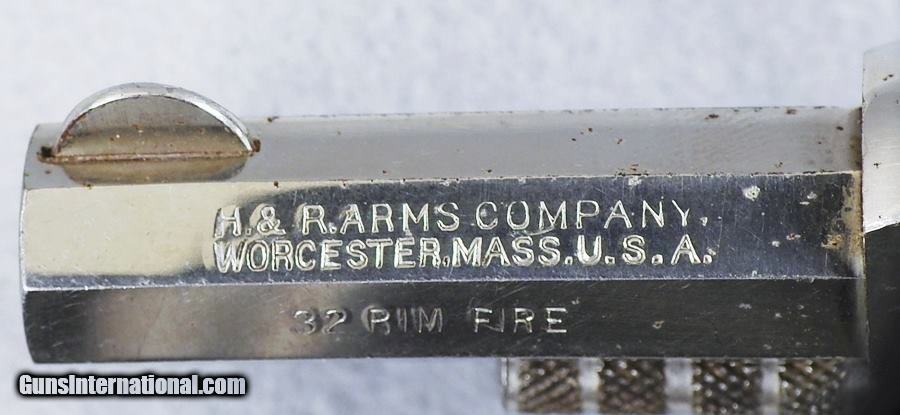 H.& R.ARMS COMPANY.
WORCESTER.MASS.U.S.A.
32 RIM FIRE
GunsInternational.com